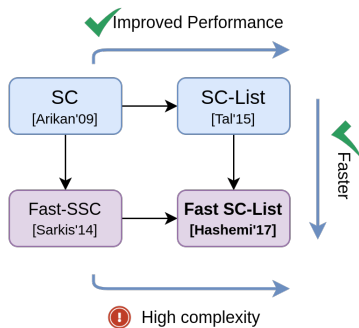 Improved Performance
SC
[Arikan'09]
SC-List
[Tal'15]
Faster
Fast-SSC
[Sarkis'14]
Fast SC-List
[Hashemi'17]
High complexity